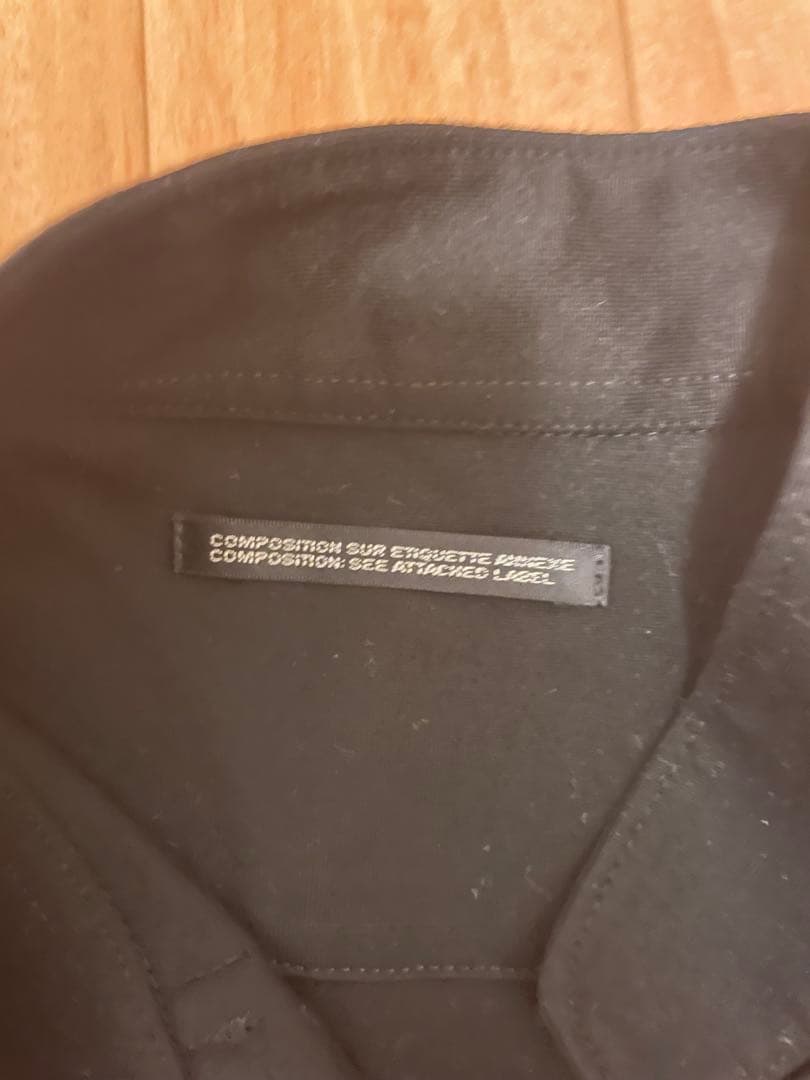 COMPOSITION SUR ETIQUETTE ANNEXE
COMPOSITION: SEE ATTACHED LABEL